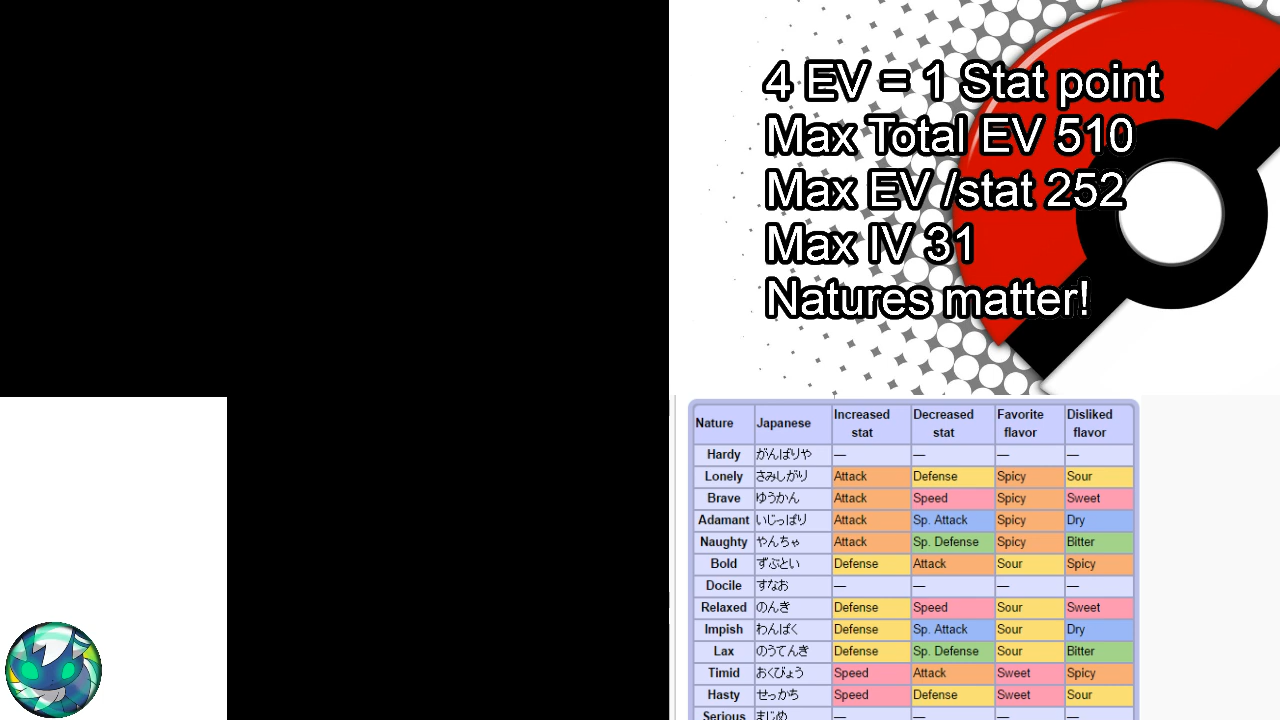 4 EV = 1 Stat point
Max Total EV 510
Max EV /stat 252
Max IV 31
Natures matter!
Nature Japanese Increased stat Decreased stat Favorite flavor Disliked flavor
Hardy がんばりや — — — —
Lonely さみしがり Attack Defense Spicy Sour
Brave ゆうかん Attack Speed Spicy Sweet
Adamant いじっぱり Attack Sp. Attack Spicy Dry
Naughty やんちゃ Attack Sp. Defense Spicy Bitter
Bold ずぶとい Defense Attack Sour Spicy
Docile すなお — — — —
Relaxed のんき Defense Speed Sour Sweet
Impish わんぱく Defense Sp. Attack Sour Dry
Lax のうてんき Defense Sp. Defense Sour Bitter
Timid おくびょう Speed Attack Sweet Spicy
Hasty せっかち Speed Defense Sweet Sour
Serious まじめ — — — —